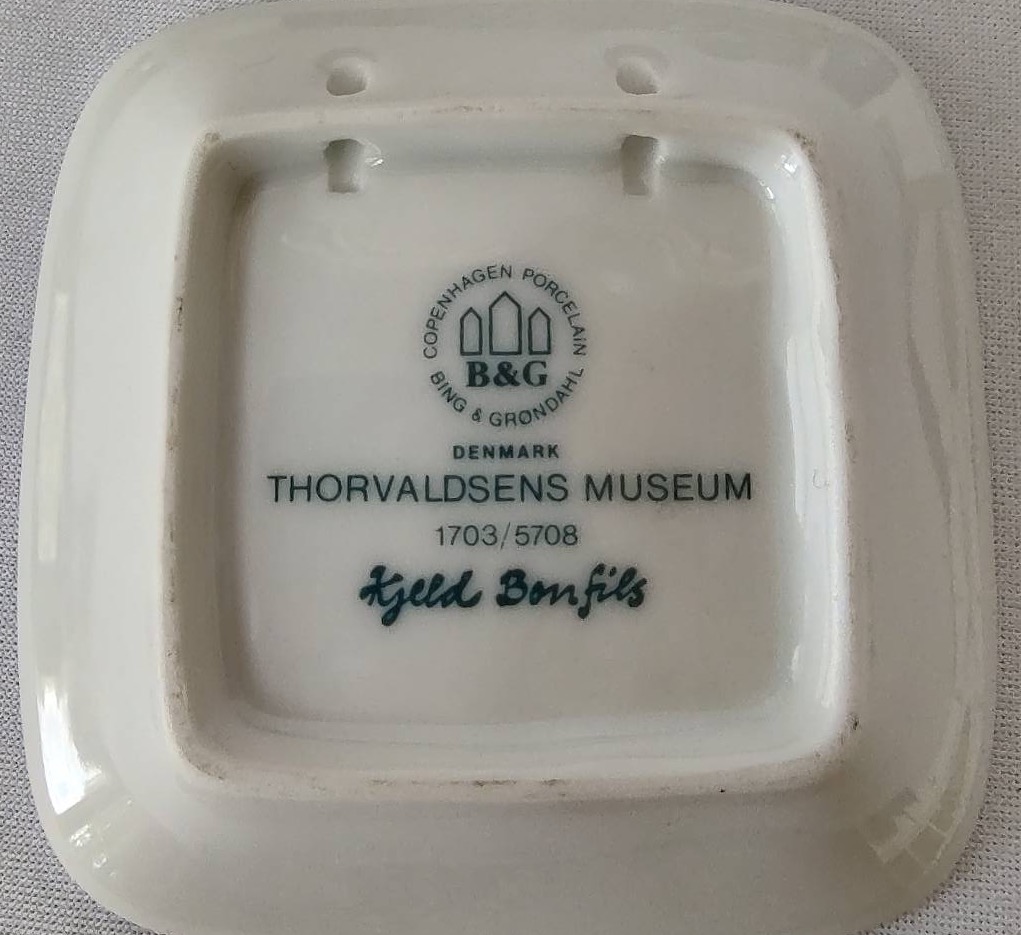 COPENHAGEN PORCELAIN
B&G
BING & GRØNDAHL
DENMARK
THORVALDSENS MUSEUM
1703/5708
Kjeld Bonfils